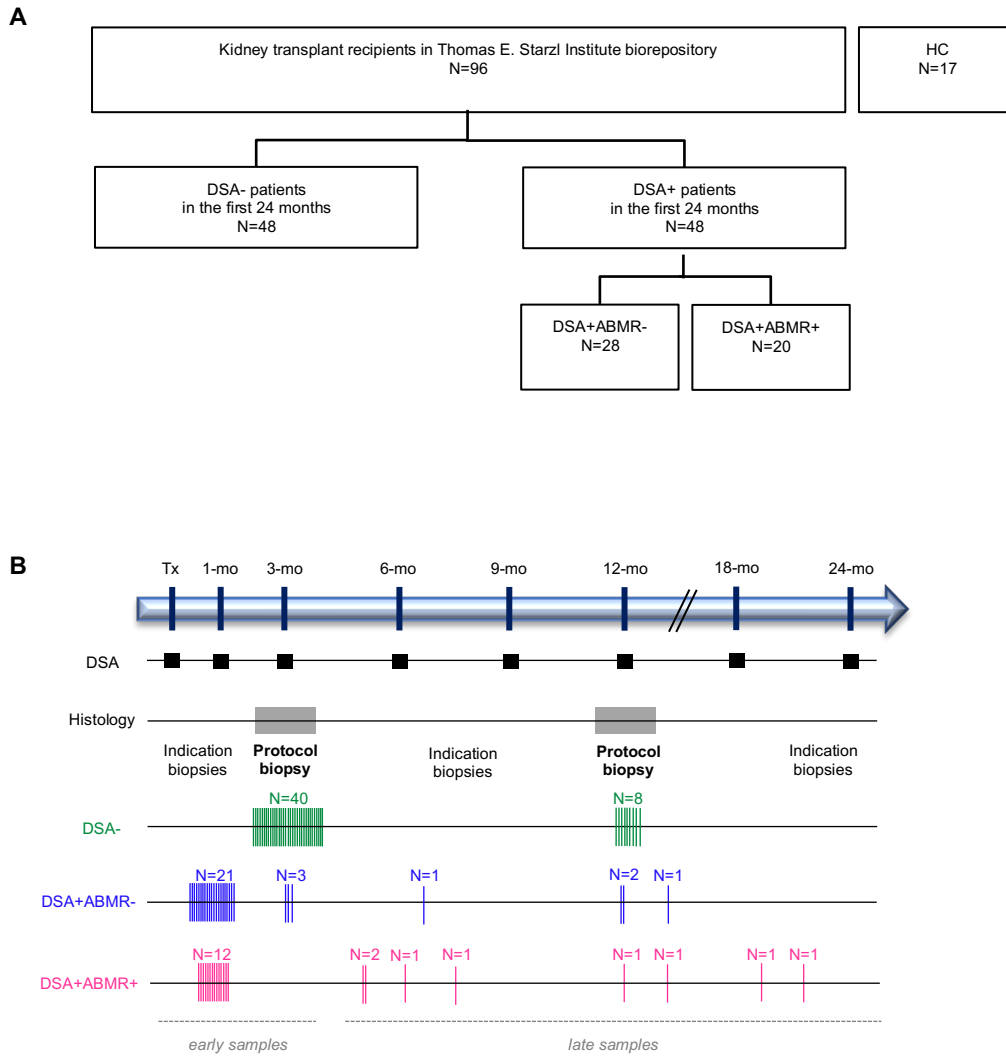 A
Kidney transplant recipients in Thomas E. Starzl Institute biorepository
N=96
HC
N=17
DSA- patients
in the first 24 months
N=48
DSA+ patients
in the first 24 months
N=48
DSA+ABMR-
N=28
DSA+ABMR+
N=20
B
Tx 1-mo 3-mo 6-mo 9-mo 12-mo 18-mo 24-mo
DSA
Histology
Indication
biopsies
Protocol
biopsy
Indication
biopsies
Protocol
biopsy
Indication
biopsies
N=40 N=8
DSA-
N=21 N=3 N=1 N=2 N=1
DSA+ABMR-
N=12 N=2 N=1 N=1 N=1 N=1 N=1 N=1
DSA+ABMR+
early samples late samples